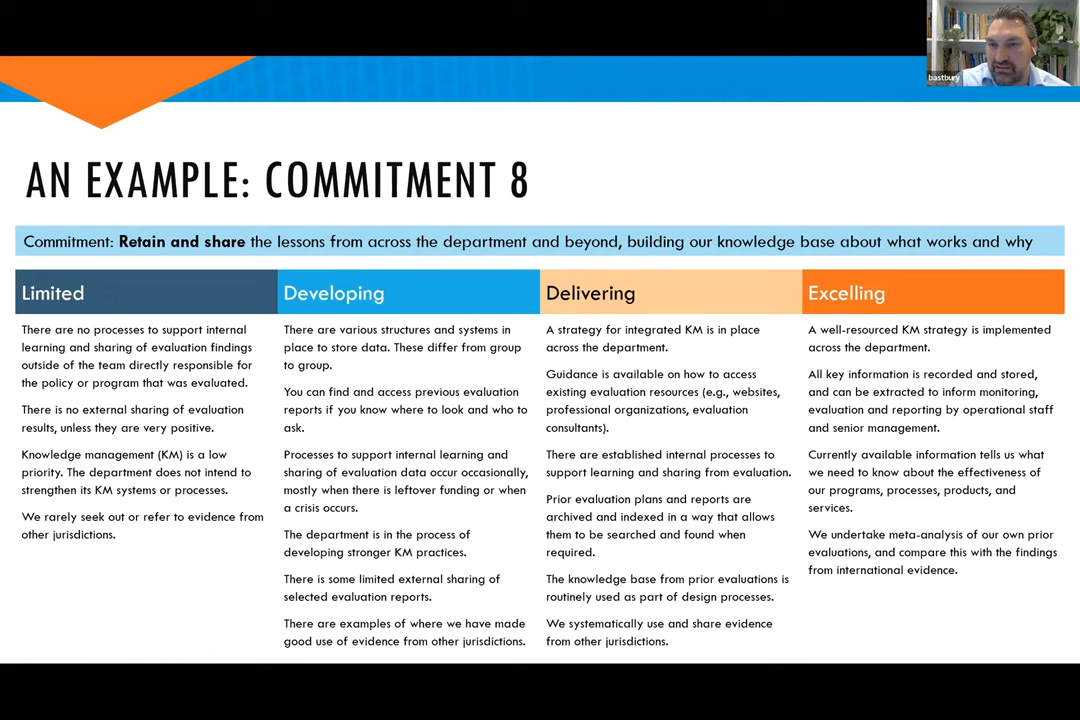 bastbury
AN EXAMPLE: COMMITMENT 8
Commitment: Retain and share the lessons from across the department and beyond, building our knowledge base about what works and why
Limited
There are no processes to support internal
learning and sharing of evaluation findings
outside of the team directly responsible for
the policy or program that was evaluated.
There is no external sharing of evaluation
results, unless they are very positive.
Knowledge management (KM) is a low
priority. The department does not intend to
strengthen its KM systems or processes.
We rarely seek out or refer to evidence from
other jurisdictions.
Developing
There are various structures and systems in
place to store data. These differ from group
to group.
You can find and access previous evaluation
reports if you know where to look and who to
ask.
Processes to support internal learning and
sharing of evaluation data occur occasionally,
mostly when there is leftover funding or when
a crisis occurs.
The department is in the process of
developing stronger KM practices.
There is some limited external sharing of
selected evaluation reports.
There are examples of where we have made
good use of evidence from other jurisdictions.
Delivering
A strategy for integrated KM is in place
across the department.
Guidance is available on how to access
existing evaluation resources (e.g., websites,
professional organizations, evaluation
consultants).
There are established internal processes to
support learning and sharing from evaluation.
Prior evaluation plans and reports are
archived and indexed in a way that allows
them to be searched and found when
required.
The knowledge base from prior evaluations is
routinely used as part of design processes.
We systematically use and share evidence
from other jurisdictions.
Excelling
A well-resourced KM strategy is implemented
across the department.
All key information is recorded and stored,
and can be extracted to inform monitoring,
evaluation and reporting by operational staff
and senior management.
Currently available information tells us what
we need to know about the effectiveness of
our programs, processes, products, and
services.
We undertake meta-analysis of our own prior
evaluations, and compare this with the findings
from international evidence.